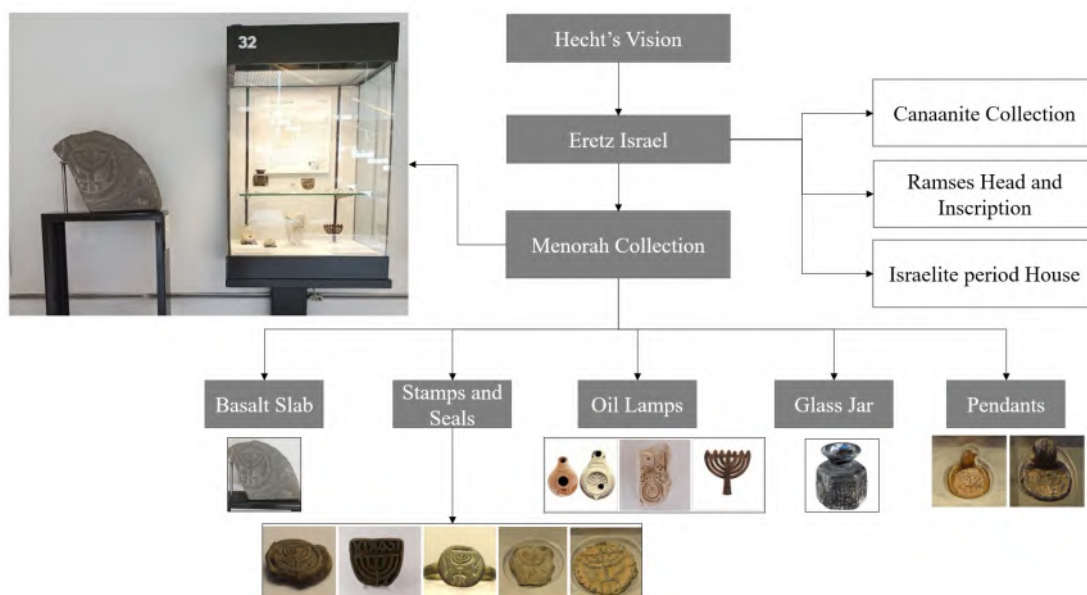 32
Hecht's Vision
Eretz Israel
Menorah Collection
Canaanite Collection
Ramses Head and
Inscription
Israelite period House
Basalt Slab
Stamps and
Seals
Oil Lamps
Glass Jar
Pendants